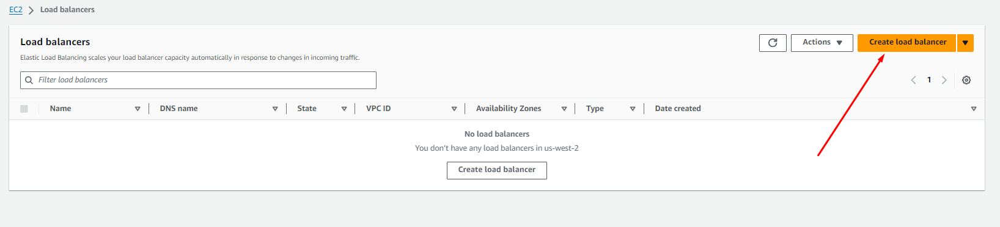 EC2 > Load balancers
Load balancers
Actions
Create load balancer
Elastic Load Balancing scales your load balancer capacity automatically in response to changes in incoming traffic.
Filter load balancers
1
Name DNS name State VPC ID Availability Zones Type Date created
No load balancers
You don't have any load balancers in us-west-2
Create load balancer